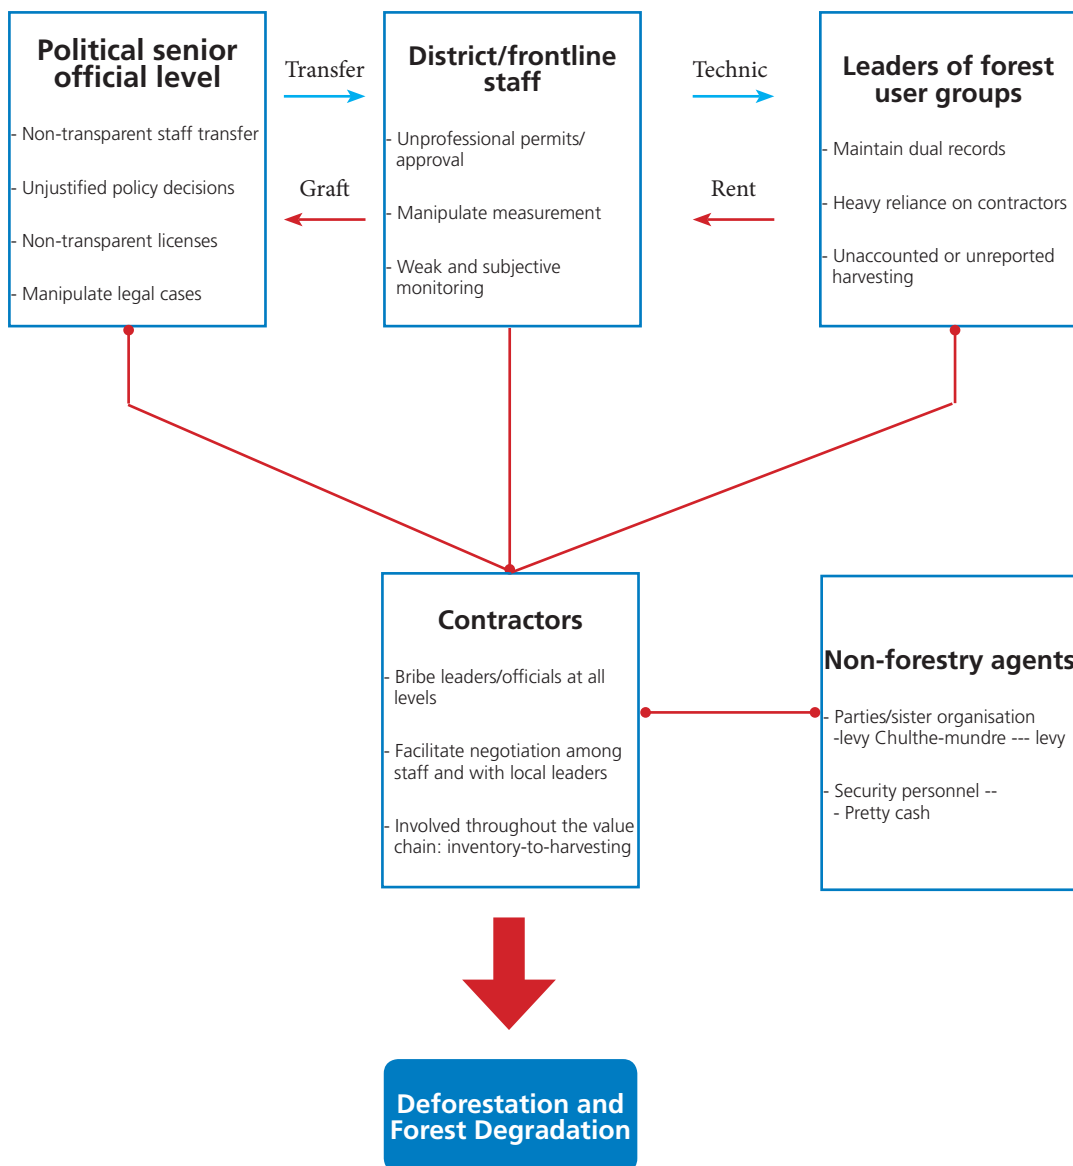 Political senior
official level
- Non-transparent staff transfer
- Unjustified policy decisions
- Non-transparent licenses
- Manipulate legal cases
Transfer
Graft
District/frontline
staff
- Unprofessional permits/
approval
- Manipulate measurement
- Weak and subjective
monitoring
Technic
Rent
Leaders of forest
user groups
- Maintain dual records
- Heavy reliance on contractors
- Unaccounted or unreported
harvesting
Contractors
- Bribe leaders/officials at all
levels
- Facilitate negotiation among
staff and with local leaders
- Involved throughout the value
chain: inventory-to-harvesting
Non-forestry agents
- Parties/sister organisation
-levy Chulthe-mundre --- levy
- Security personnel --
- Pretty cash
Deforestation and
Forest Degradation